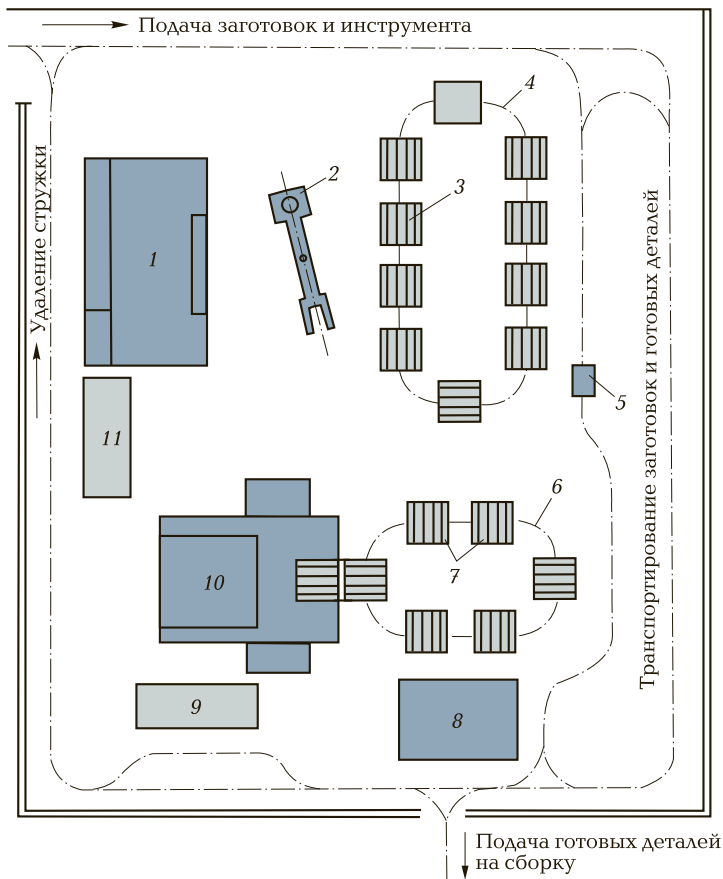 Подача заготовок и инструмента
Удаление стружки
Транспортирование заготовок и готовых деталей
1
2
3
4
5
6
7
8
9
10
11
Подача готовых деталей
на сборку